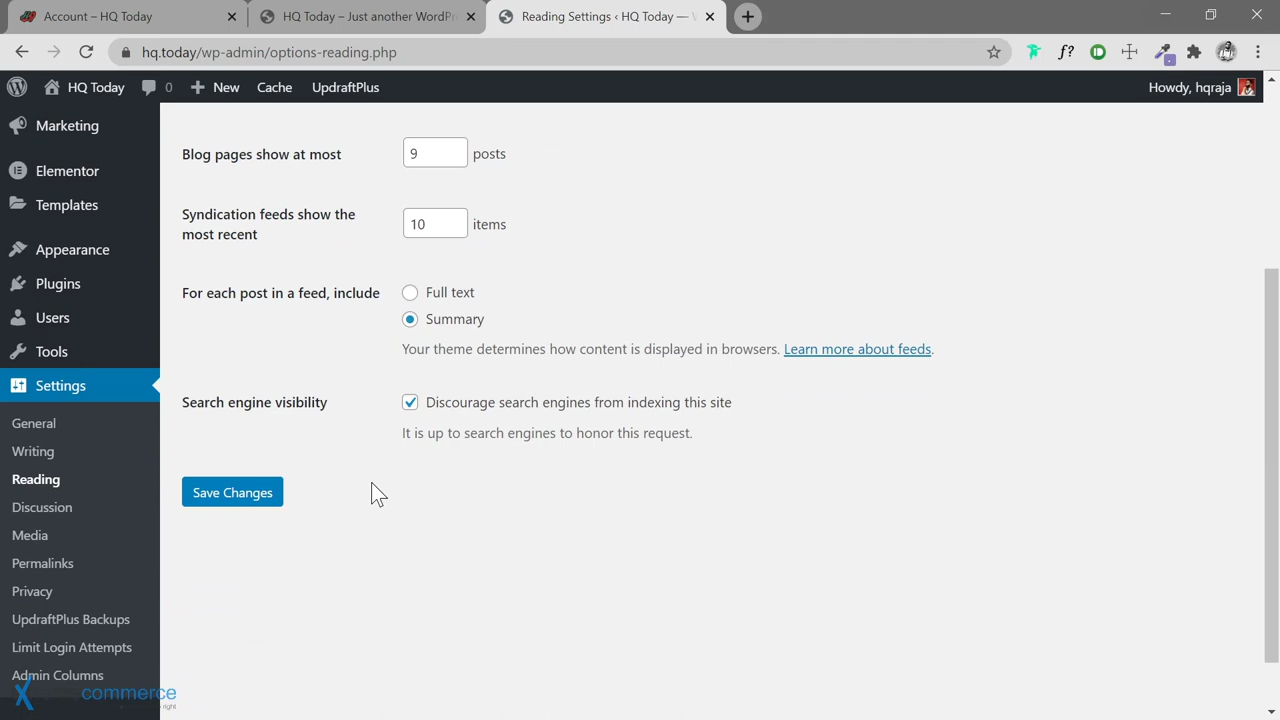 Account – HQ Today
HQ Today – Just another WordPr
Reading Settings ‹ HQ Today —
hq.today/wp-admin/options-reading.php
f?
HQ Today
0
New
Cache
UpdraftPlus
Howdy, hqraja
Marketing
Elementor
Templates
Appearance
Plugins
Users
Tools
Settings
General
Writing
Reading
Discussion
Media
Permalinks
Privacy
UpdraftPlus Backups
Limit Login Attempts
Admin Columns
Blog pages show at most
9 posts
Syndication feeds show the
most recent
10 items
For each post in a feed, include
Full text
Summary
Your theme determines how content is displayed in browsers. Learn more about feeds.
Search engine visibility
Discourage search engines from indexing this site
It is up to search engines to honor this request.
Save Changes
commerce
right